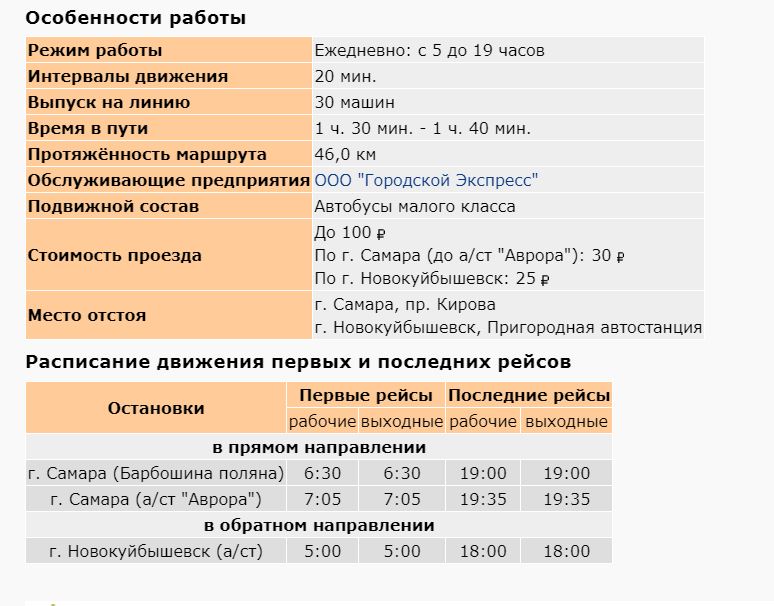 Особенности работы
Режим работы Ежедневно: с 5 до 19 часов
Интервалы движения 20 мин.
Выпуск на линию 30 машин
Время в пути 1 ч. 30 мин. - 1 ч. 40 мин.
Протяжённость маршрута 46,0 км
Обслуживающие предприятия ООО "Городской Экспресс"
Подвижной состав Автобусы малого класса
Стоимость проезда До 100 ₽
По г. Самара (до а/ст "Аврора"): 30 ₽
По г. Новокуйбышевск: 25 ₽
Место отстоя г. Самара, пр. Кирова
г. Новокуйбышевск, Пригородная автостанция
Расписание движения первых и последних рейсов
Остановки Первые рейсы Последние рейсы
рабочие выходные рабочие выходные
в прямом направлении
г. Самара (Барбошина поляна) 6:30 6:30 19:00 19:00
г. Самара (а/ст "Аврора") 7:05 7:05 19:35 19:35
в обратном направлении
г. Новокуйбышевск (а/ст) 5:00 5:00 18:00 18:00